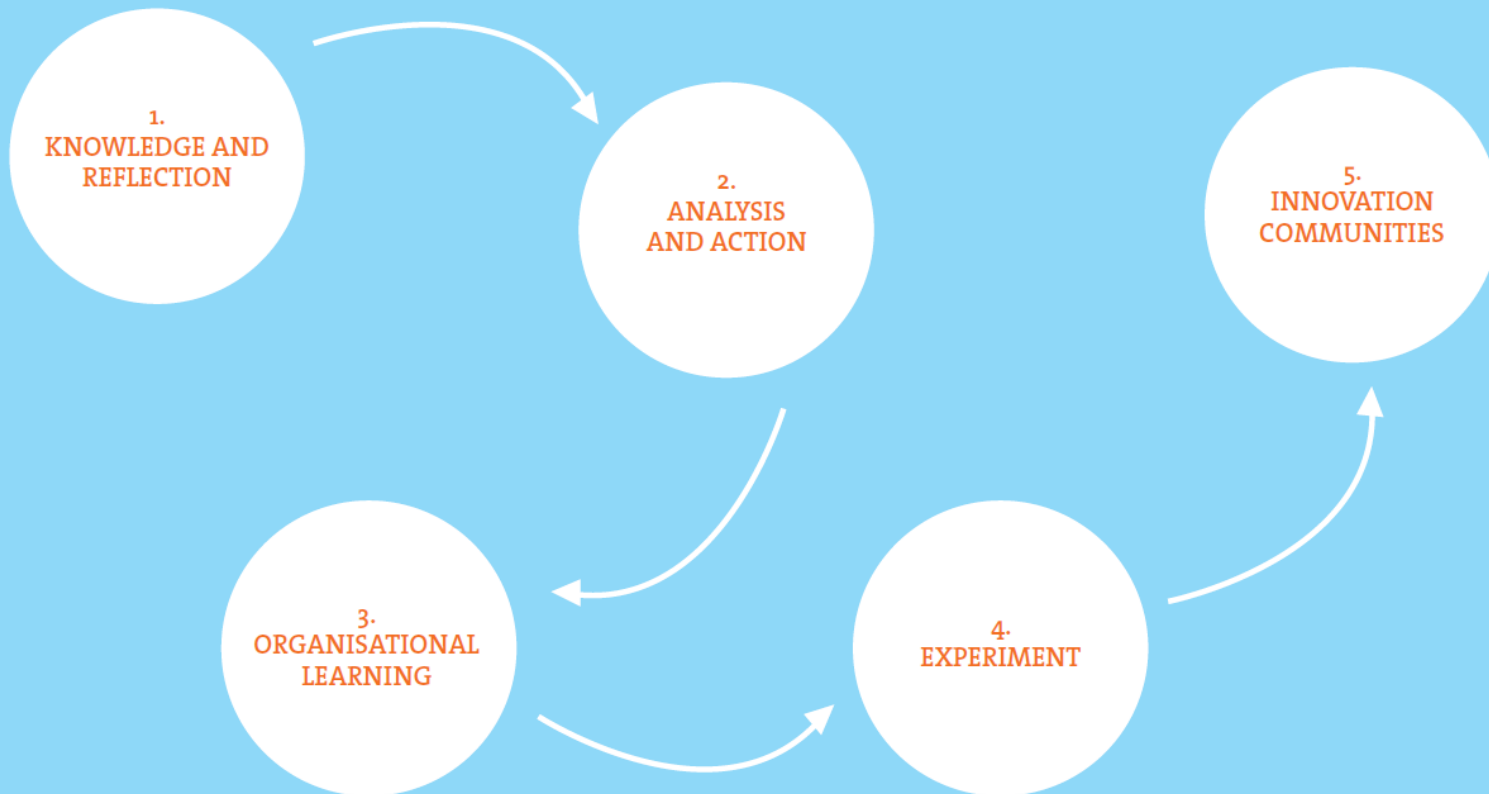 1.
KNOWLEDGE AND
REFLECTION
2.
ANALYSIS
AND ACTION
3.
ORGANISATIONAL
LEARNING
4.
EXPERIMENT
5.
INNOVATION
COMMUNITIES